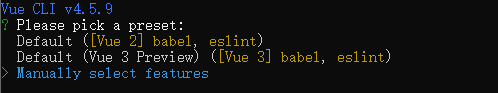 Vue CLI v4.5.9
? Please pick a preset:
Default ([Vue 2] babel, eslint)
Default (Vue 3 Preview) ([Vue 3] babel, eslint)
> Manually select features